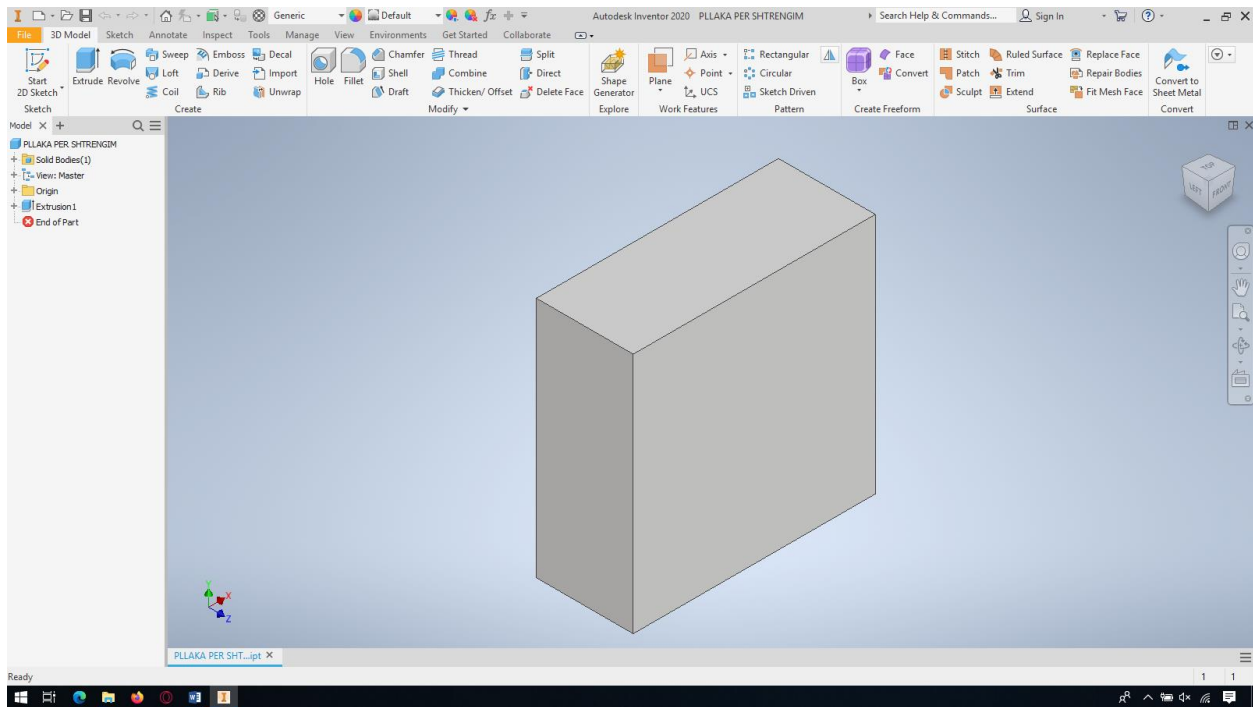 Generic Default Autodesk Inventor 2020 PLLAKA PER SHTRENGIM Search Help & Commands... Sign In
File 3D Model Sketch Annotate Inspect Tools Manage View Environments Get Started Collaborate
Start 2D Sketch Extrude Revolve Sweep Emboss Decal
Loft Derive Import
Coil Rib Unwrap
Hole Fillet Chamfer Thread Split
Shell Combine Direct
Draft Thicken/ Offset Delete Face
Shape Generator
Plane Axis Point UCS
Rectangular
Circular
Sketch Driven
Box Face Convert
Stitch Ruled Surface Replace Face
Patch Trim Repair Bodies
Sculpt Extend Fit Mesh Face
Convert to Sheet Metal
Sketch Create Modify Explore Work Features Pattern Create Freeform Surface Convert
Model
PLLAKA PER SHTRENGIM
Solid Bodies(1)
View: Master
Origin
Extrusion1
End of Part
TOP
LEFT FRONT
Y
X
Z
PLLAKA PER SHT...ipt
Ready 1 1